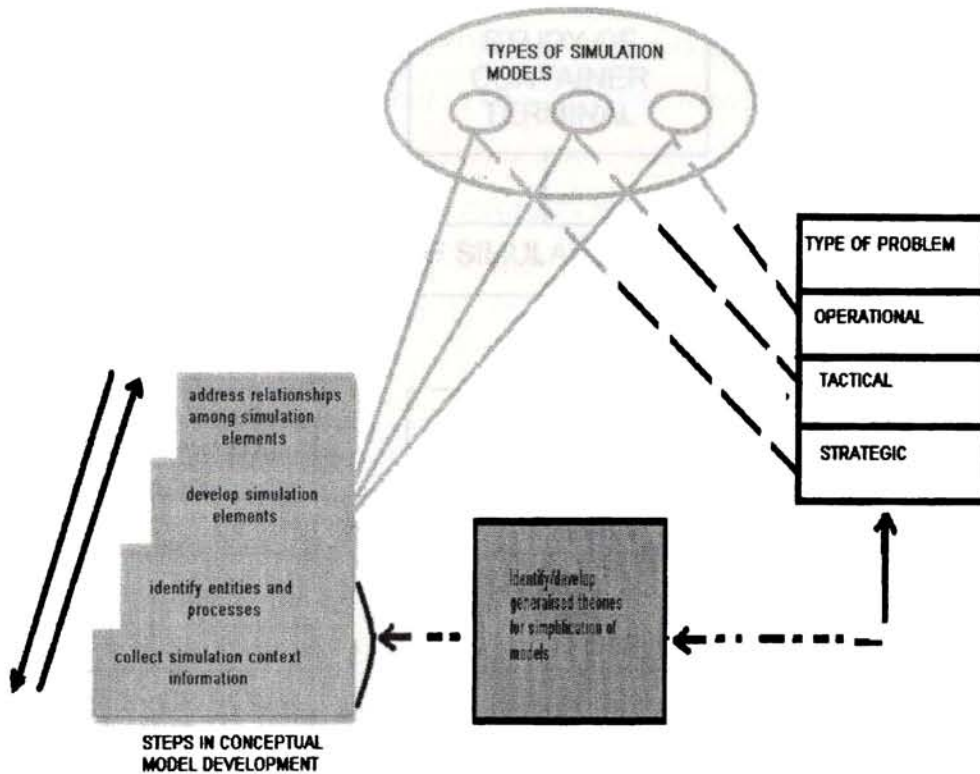 TYPES OF SIMULATION
MODELS
TYPE OF PROBLEM
OPERATIONAL
TACTICAL
STRATEGIC
address relationships
among simulation
elements
develop simulation
elements
identify entities and
processes
collect simulation context
information
Identify/develop
generalised theories
for simplification of
models
STEPS IN CONCEPTUAL
MODEL DEVELOPMENT